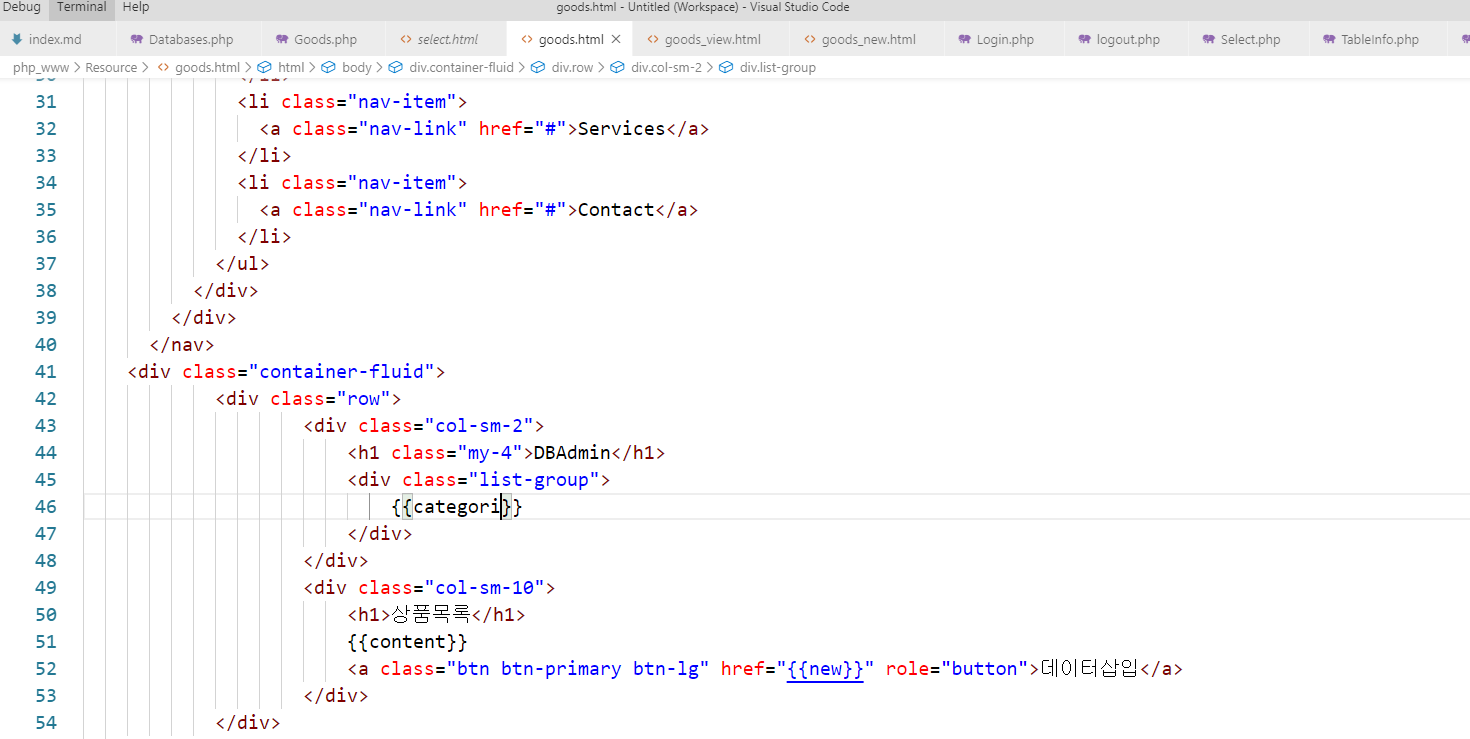 Debug Terminal Help goods.html - Untitled (Workspace) - Visual Studio Code
index.md Databases.php Goods.php select.html goods.html goods_view.html goods_new.html Login.php logout.php Select.php TableInfo.php
php_www > Resource > goods.html > html > body > div.container-fluid > div.row > div.col-sm-2 > div.list-group
31 <li class="nav-item">
32 <a class="nav-link" href="#">Services</a>
33 </li>
34 <li class="nav-item">
35 <a class="nav-link" href="#">Contact</a>
36 </li>
37 </ul>
38 </div>
39 </div>
40 </nav>
41 <div class="container-fluid">
42 <div class="row">
43 <div class="col-sm-2">
44 <h1 class="my-4">DBAdmin</h1>
45 <div class="list-group">
46 {{categori}}
47 </div>
48 </div>
49 <div class="col-sm-10">
50 <h1>상품목록</h1>
51 {{content}}
52 <a class="btn btn-primary btn-lg" href="{{new}}" role="button">데이터삽입</a>
53 </div>
54 </div>